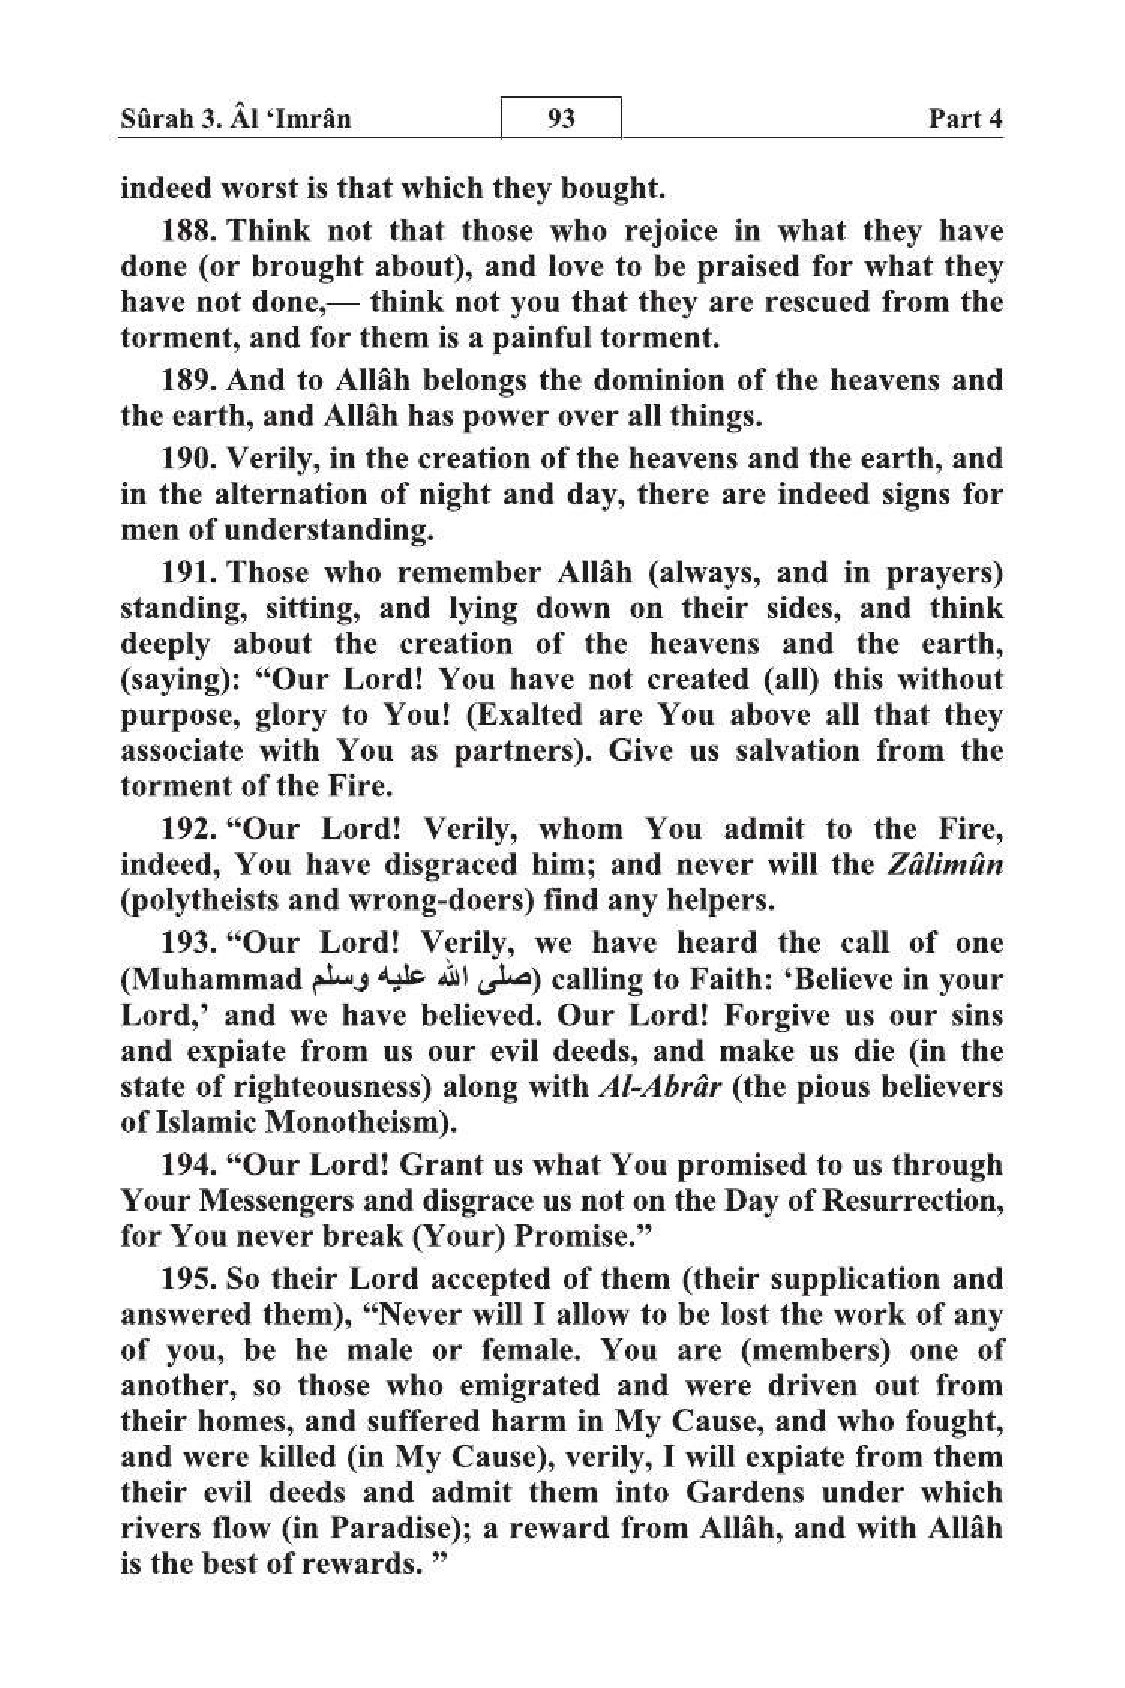 Sûrah 3. Âl ‘Imrân 93 Part 4
indeed worst is that which they bought.
188. Think not that those who rejoice in what they have
done (or brought about), and love to be praised for what they
have not done,— think not you that they are rescued from the
torment, and for them is a painful torment.
189. And to Allâh belongs the dominion of the heavens and
the earth, and Allâh has power over all things.
190. Verily, in the creation of the heavens and the earth, and
in the alternation of night and day, there are indeed signs for
men of understanding.
191. Those who remember Allâh (always, and in prayers)
standing, sitting, and lying down on their sides, and think
deeply about the creation of the heavens and the earth,
(saying): “Our Lord! You have not created (all) this without
purpose, glory to You! (Exalted are You above all that they
associate with You as partners). Give us salvation from the
torment of the Fire.
192. “Our Lord! Verily, whom You admit to the Fire,
indeed, You have disgraced him; and never will the Zâlimûn
(polytheists and wrong-doers) find any helpers.
193. “Our Lord! Verily, we have heard the call of one
(Muhammad صلى الله عليه وسلم) calling to Faith: ‘Believe in your
Lord,’ and we have believed. Our Lord! Forgive us our sins
and expiate from us our evil deeds, and make us die (in the
state of righteousness) along with Al-Abrâr (the pious believers
of Islamic Monotheism).
194. “Our Lord! Grant us what You promised to us through
Your Messengers and disgrace us not on the Day of Resurrection,
for You never break (Your) Promise.”
195. So their Lord accepted of them (their supplication and
answered them), “Never will I allow to be lost the work of any
of you, be he male or female. You are (members) one of
another, so those who emigrated and were driven out from
their homes, and suffered harm in My Cause, and who fought,
and were killed (in My Cause), verily, I will expiate from them
their evil deeds and admit them into Gardens under which
rivers flow (in Paradise); a reward from Allâh, and with Allâh
is the best of rewards. ”